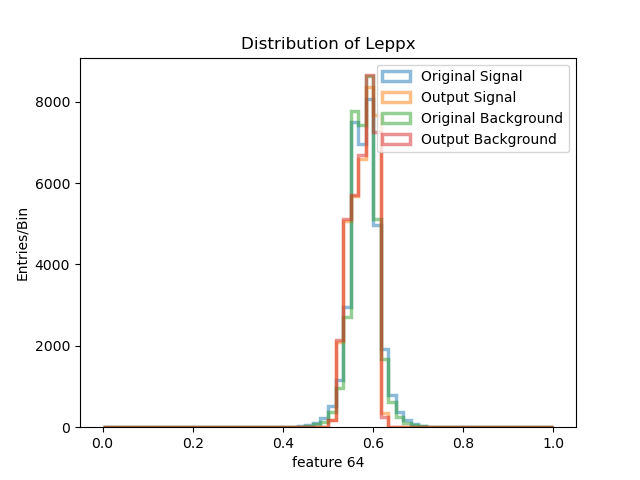 Distribution of Leppx
Original Signal
Output Signal
Original Background
Output Background
Entries/Bin
8000
6000
4000
2000
0
0.0 0.2 0.4 0.6 0.8 1.0
feature 64